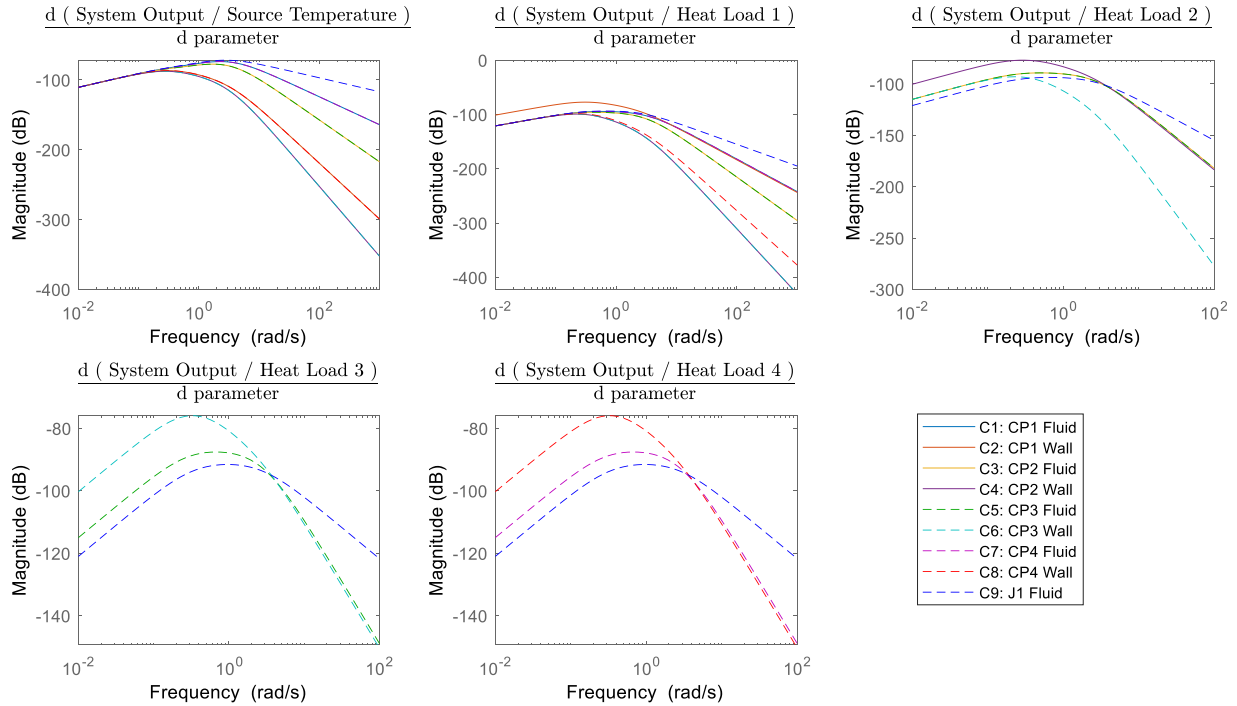 d ( System Output / Source Temperature )
d parameter
-100
-200
-300
-400
Magnitude (dB)
10^-2
10^0
10^2
Frequency (rad/s)
d ( System Output / Heat Load 1 )
d parameter
0
-100
-200
-300
-400
Magnitude (dB)
10^-2
10^0
10^2
Frequency (rad/s)
d ( System Output / Heat Load 2 )
d parameter
-100
-150
-200
-250
-300
Magnitude (dB)
10^-2
10^0
10^2
Frequency (rad/s)
d ( System Output / Heat Load 3 )
d parameter
-80
-100
-120
-140
Magnitude (dB)
10^-2
10^0
10^2
Frequency (rad/s)
d ( System Output / Heat Load 4 )
d parameter
-80
-100
-120
-140
Magnitude (dB)
10^-2
10^0
10^2
Frequency (rad/s)
C1: CP1 Fluid
C2: CP1 Wall
C3: CP2 Fluid
C4: CP2 Wall
C5: CP3 Fluid
C6: CP3 Wall
C7: CP4 Fluid
C8: CP4 Wall
C9: J1 Fluid